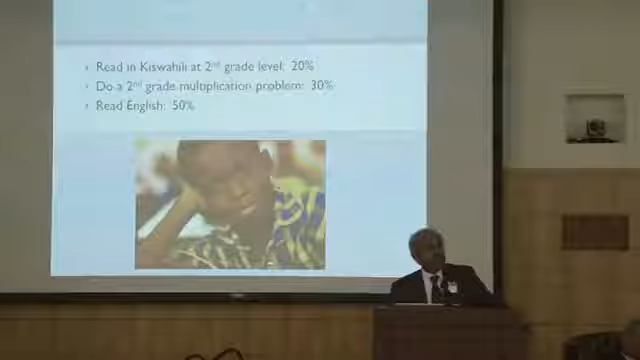 Read in Kiswahili at 2nd grade level: 20%
Do a 2nd grade multiplication problem: 30%
Read English: 50%